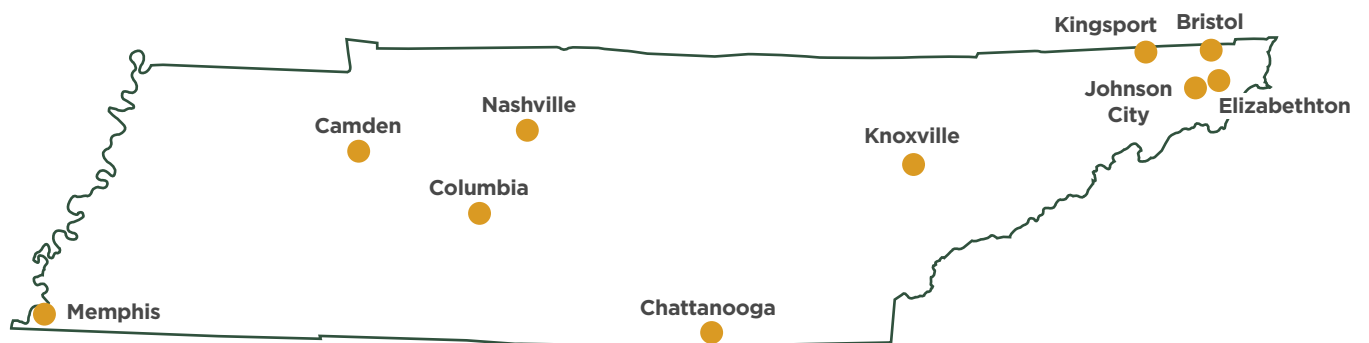 Kingsport
Bristol
Johnson
City
Elizabethton
Nashville
Camden
Knoxville
Columbia
Memphis
Chattanooga